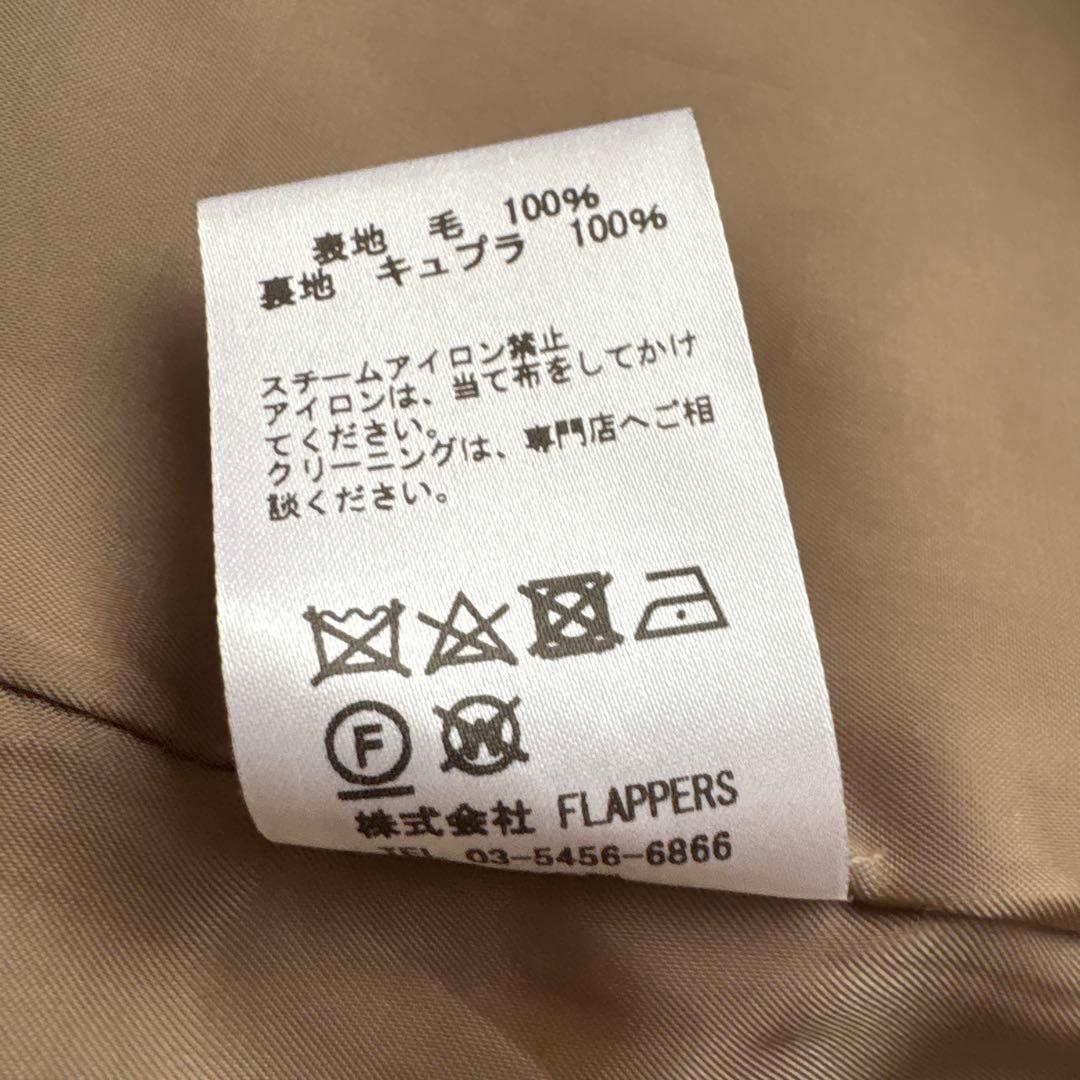 表地 毛 100%
裏地 キュプラ 100%
スチームアイロン禁止
アイロンは、当て布をしてかけ
てください。
クリーニングは、専門店へご相
談ください。
F W
株式会社 FLAPPERS
TEL 03-5456-6866